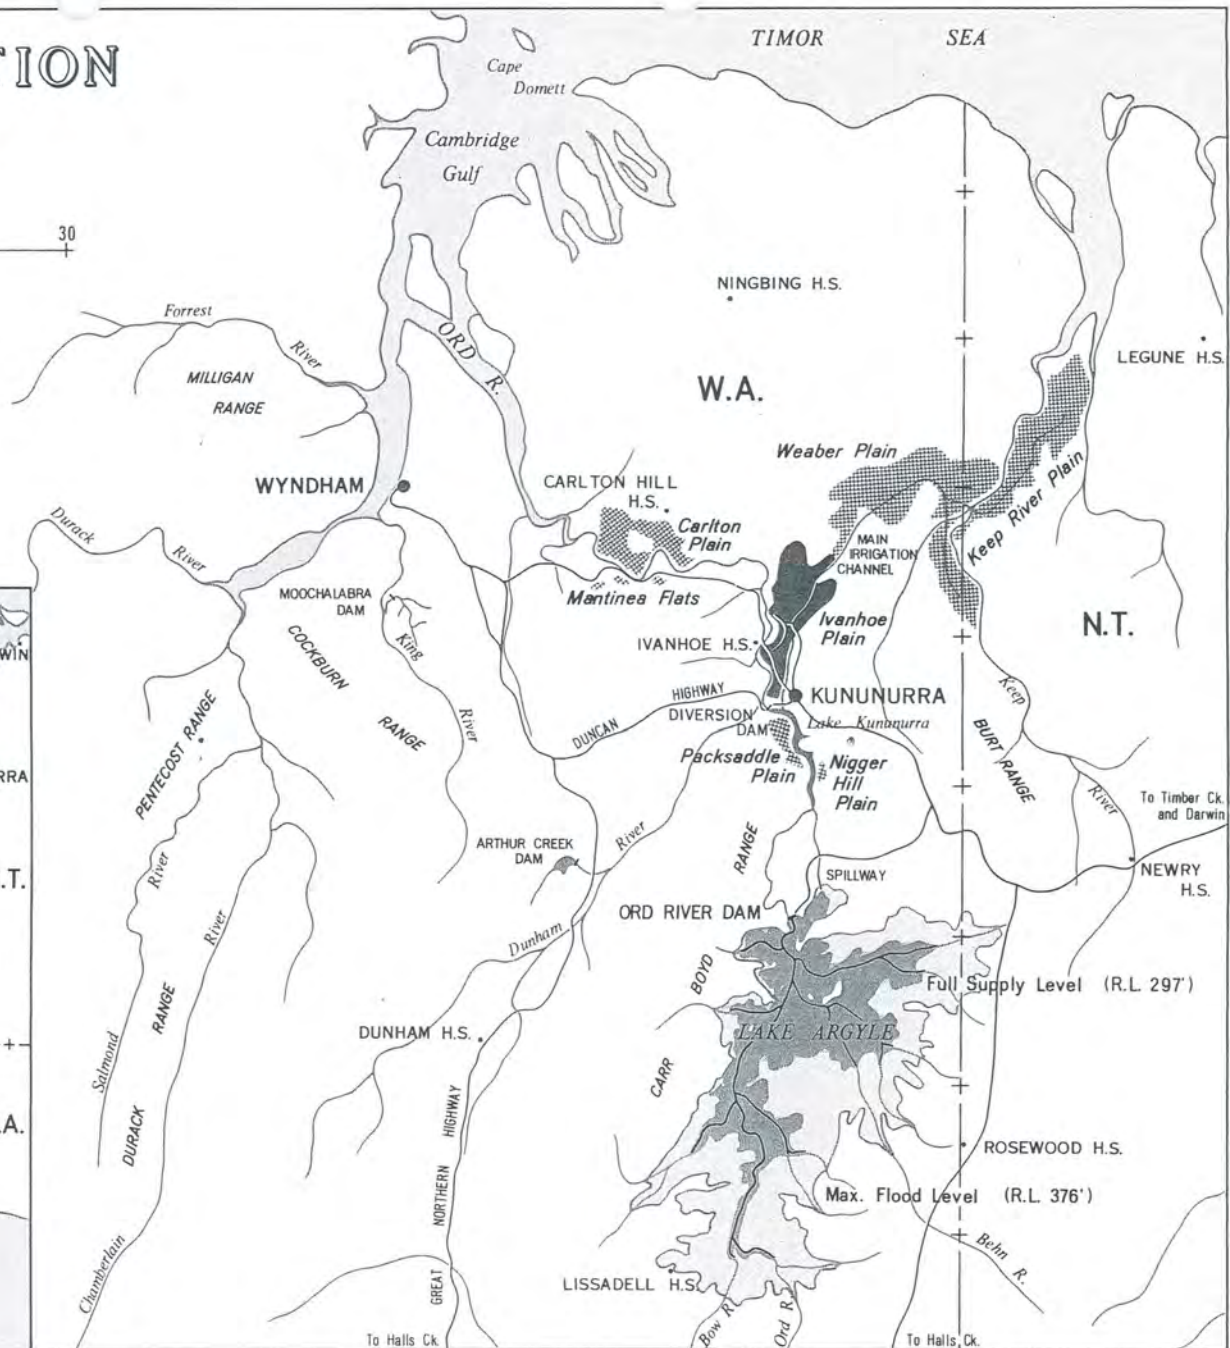 TION
TIMOR SEA
Cape
Domett
Cambridge
Gulf
30
NINGBING H.S.
Forrest
River
ORD
R.
LEGUNE H.S.
MILLIGAN
RANGE
W.A.
Weaber Plain
WYNDHAM
CARLTON HILL
H.S.
Carlton
Plain
Keep River Plain
Durack
River
MAIN
IRRIGATION
CHANNEL
MOOCHALABRA
DAM
Mantinea Flats
Ivanhoe
Plain
N.T.
King
River
COCKBURN
RANGE
IVANHOE H.S.
WIN
KUNUNURRA
Keep
River
DUNCAN HIGHWAY
DIVERSION
DAM
Lake Kununurra
PENTECOST RANGE
Packsaddle
Plain
Nigger
Hill
Plain
BURT RANGE
RRA
To Timber Ck.
and Darwin
ARTHUR CREEK
DAM
River
RANGE
SPILLWAY
NEWRY
H.S.
.T.
River
River
ORD RIVER DAM
Dunham
BOYD
Full Supply Level (R.L. 297')
RANGE
DUNHAM H.S.
LAKE ARGYLE
Salmond
CARR
DURACK
A.
HIGHWAY
ROSEWOOD H.S.
NORTHERN
Max. Flood Level (R.L. 376')
Behn
R.
Chamberlain
GREAT
LISSADELL H.S.
Bow R.
Ord R.
To Halls Ck.
To Halls Ck.